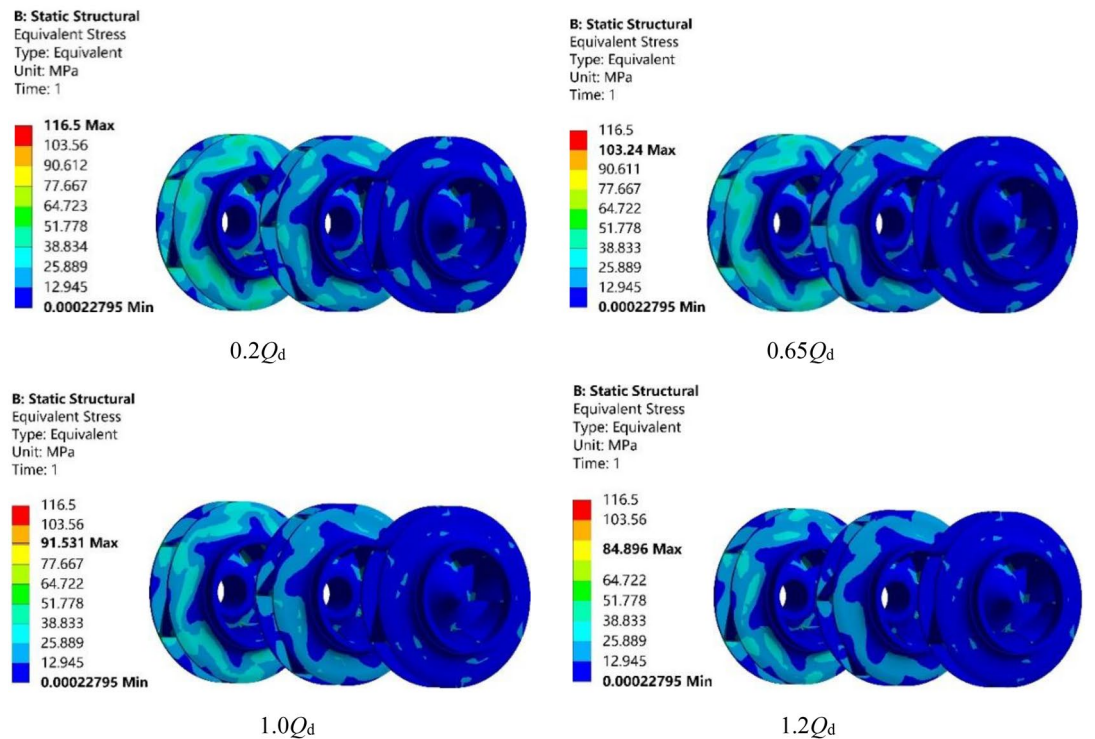 B: Static Structural
Equivalent Stress
Type: Equivalent
Unit: MPa
Time: 1
116.5 Max
103.56
90.612
77.667
64.723
51.778
38.834
25.889
12.945
0.00022795 Min
0.2Qd
B: Static Structural
Equivalent Stress
Type: Equivalent
Unit: MPa
Time: 1
116.5
103.24 Max
90.611
77.667
64.722
51.778
38.833
25.889
12.945
0.00022795 Min
0.65Qd
B: Static Structural
Equivalent Stress
Type: Equivalent
Unit: MPa
Time: 1
116.5
103.56
91.531 Max
77.667
64.722
51.778
38.833
25.889
12.945
0.00022795 Min
1.0Qd
B: Static Structural
Equivalent Stress
Type: Equivalent
Unit: MPa
Time: 1
116.5
103.56
84.896 Max
64.722
51.778
38.833
25.889
12.945
0.00022795 Min
1.2Qd